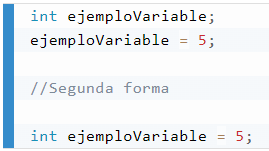 int ejemploVariable;
ejemploVariable = 5;
//Segunda forma
int ejemploVariable = 5;